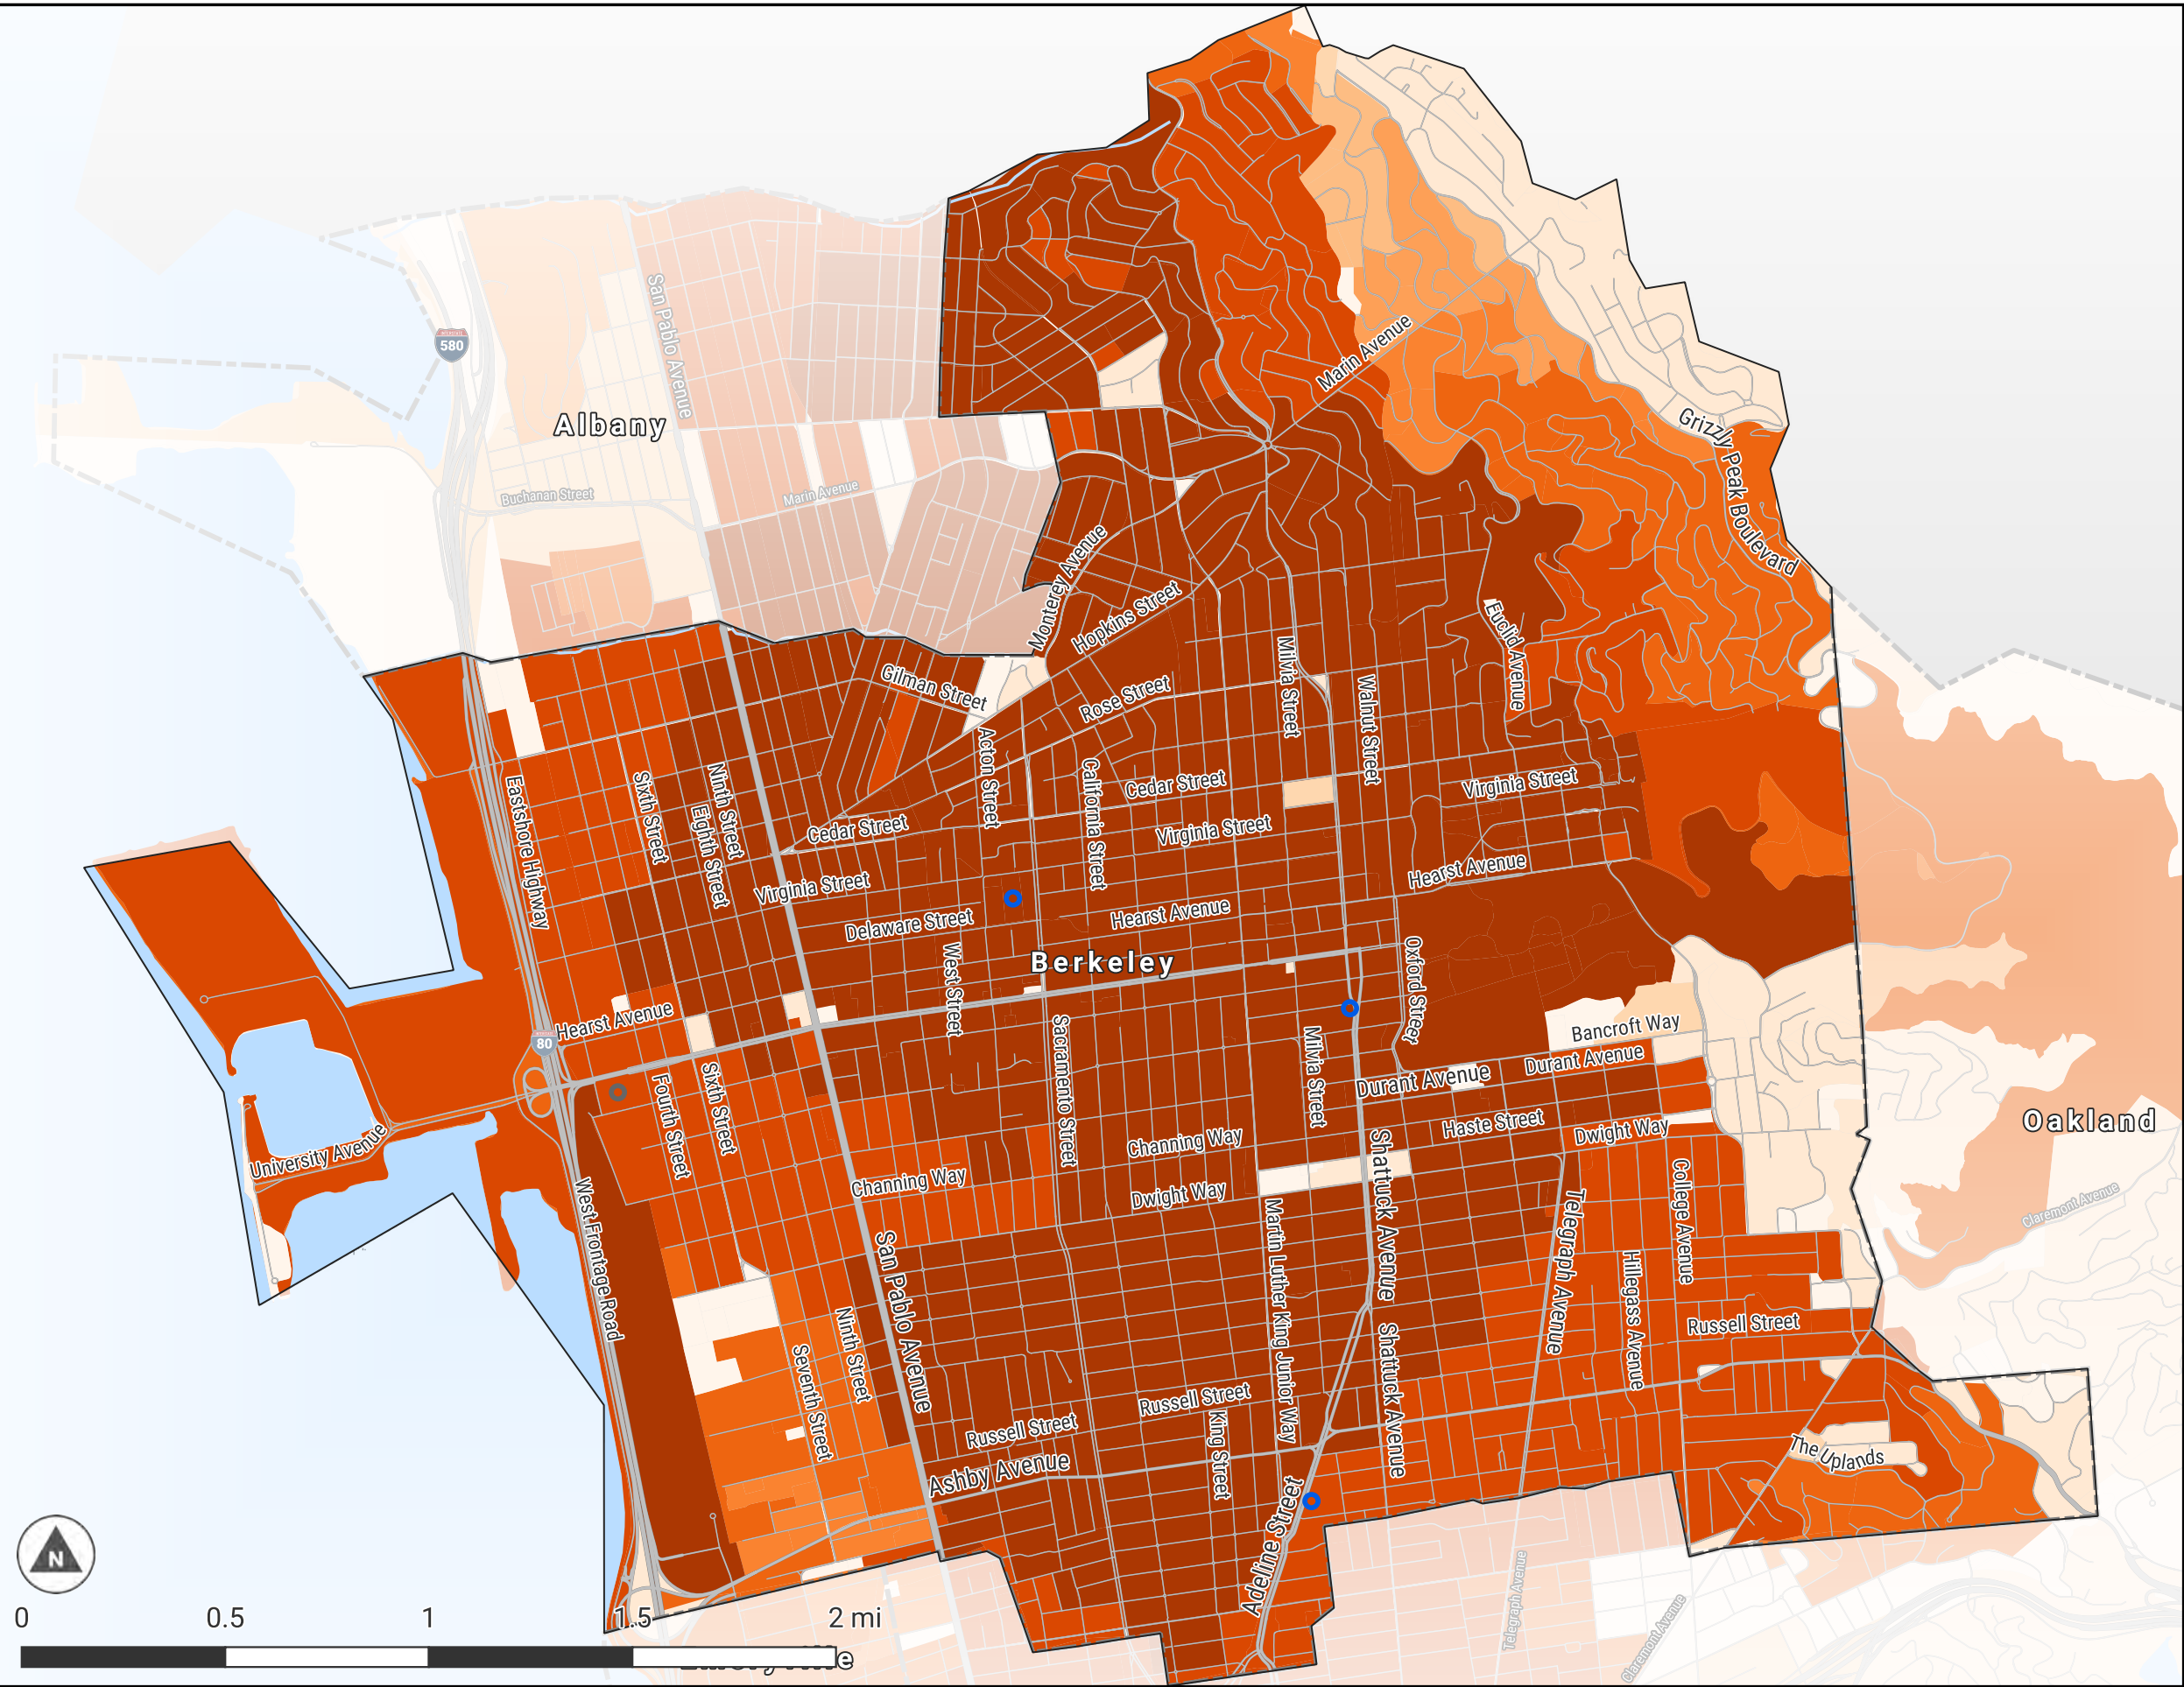 580
San Pablo Avenue
Albany
Marin Avenue
Buchanan Street
Marin Avenue
Grizzly Peak Boulevard
Monterey Avenue
Hopkins Street
Euclid Avenue
Gilman Street
Rose Street
Milvia Street
Walnut Street
Acton Street
California Street
Cedar Street
Virginia Street
Eastshore Highway
Sixth Street
Ninth Street
Eighth Street
Cedar Street
Virginia Street
Virginia Street
Hearst Avenue
Delaware Street
Hearst Avenue
West Street
Berkeley
Oxford Street
Hearst Avenue
80
Sacramento Street
Milvia Street
Bancroft Way
Durant Avenue
Durant Avenue
Fourth Street
Sixth Street
Oakland
University Avenue
Channing Way
Haste Street
Dwight Way
Channing Way
Dwight Way
Shattuck Avenue
College Avenue
Telegraph Avenue
Claremont Avenue
West Frontage Road
San Pablo Avenue
Martin Luther King Junior Way
Hillegass Avenue
Russell Street
Ninth Street
Seventh Street
Shattuck Avenue
Russell Street
Russell Street
King Street
Ashby Avenue
The Uplands
Adeline Street
Telegraph Avenue
Claremont Avenue
N
0 0.5 1 1.5 2 mi